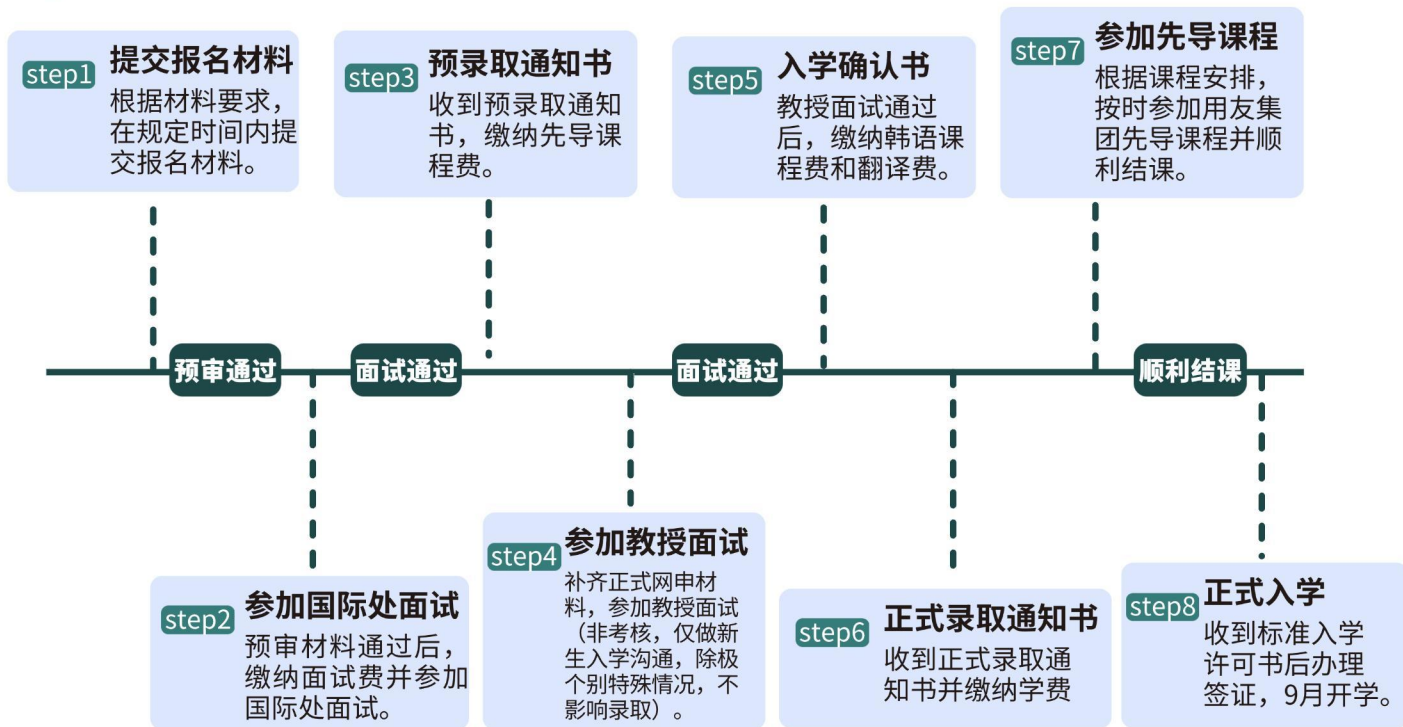 step1
提交报名材料
根据材料要求，
在规定时间内提
交报名材料。
step3
预录取通知书
收到预录取通知
书，缴纳先导课
程费。
step5
入学确认书
教授面试通过
后，缴纳韩语课
程费和翻译费。
step7
参加先导课程
根据课程安排，
按时参加用友集
团先导课程并顺
利结课。
预审通过
面试通过
面试通过
顺利结课
step2
参加国际处面试
预审材料通过后，
缴纳面试费并参加
国际处面试。
step4
参加教授面试
补齐正式网申材
料，参加教授面试
（非考核，仅做新
生入学沟通，除极
个别特殊情况，不
影响录取）。
step6
正式录取通知书
收到正式录取通
知书并缴纳学费
step8
正式入学
收到标准入学
许可书后办理
签证，9月开学。